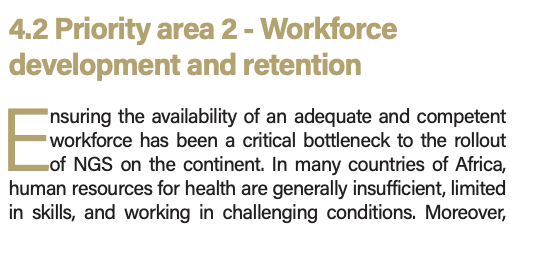 4.2 Priority area 2 - Workforce
development and retention
Ensuring the availability of an adequate and competent
workforce has been a critical bottleneck to the rollout
of NGS on the continent. In many countries of Africa,
human resources for health are generally insufficient, limited
in skills, and working in challenging conditions. Moreover,